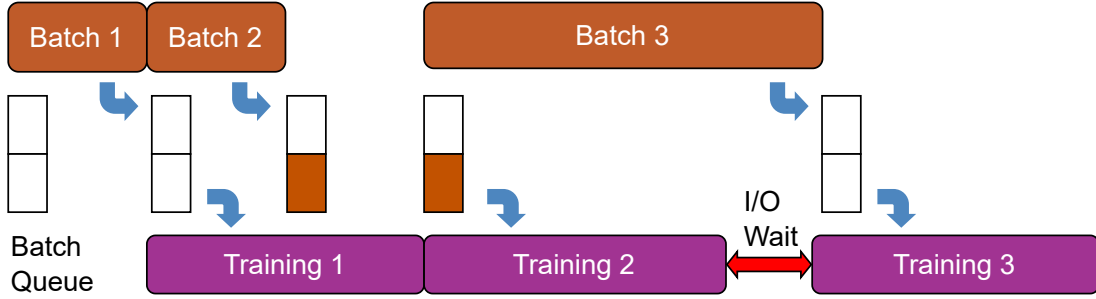 Batch 1
Batch 2
Batch 3
I/O
Wait
Batch
Queue
Training 1
Training 2
Training 3